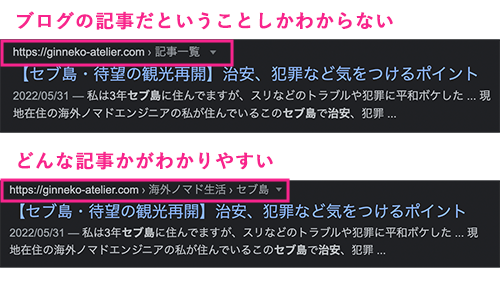 ブログの記事だということしかわからない
https://ginneko-atelier.com › 記事一覧
【セブ島・待望の観光再開】治安、犯罪など気をつけるポイント
2022/05/31 — 私は3年セブ島に住んでますが、スリなどのトラブルや犯罪に平和ボケした ... 現
地在住の海外ノマドエンジニアの私が住んでいるこのセブ島で治安、犯罪 ...
どんな記事かがわかりやすい
https://ginneko-atelier.com › 海外ノマド生活 › セブ島
【セブ島・待望の観光再開】治安、犯罪など気をつけるポイント
2022/05/31 — 私は3年セブ島に住んでますが、スリなどのトラブルや犯罪に平和ボケした ... 現
地在住の海外ノマドエンジニアの私が住んでいるこのセブ島で治安、犯罪 ...